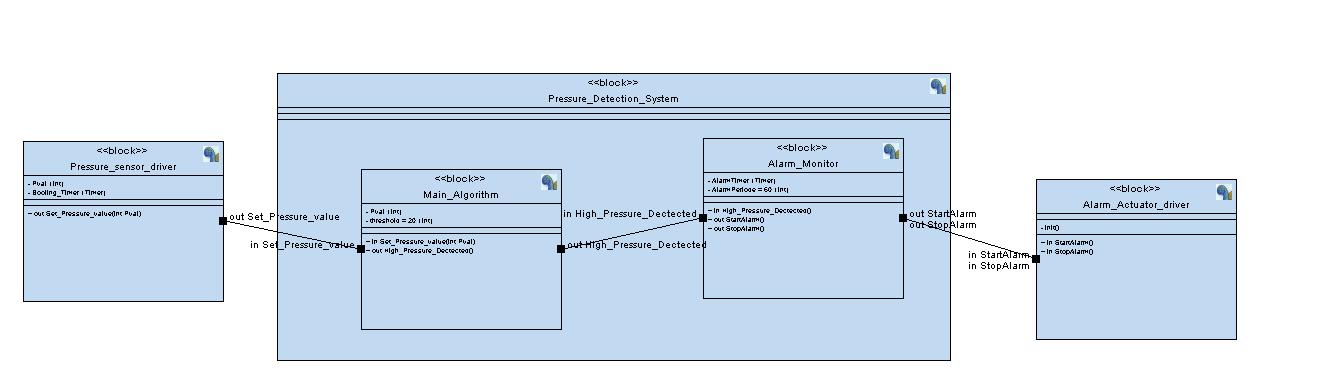 <<block>>
Pressure_Detection_System
<<block>>
Pressure_sensor_driver
- Pval : int;
- Booling_Timer : Timer;
~ out Set_Pressure_value(int Pval)
out Set_Pressure_value
in Set_Pressure_value
<<block>>
Main_Algorithm
- Pval : int;
- threshold = 20 : int;
~ in Set_Pressure_value(int Pval)
~ out High_Pressure_Dectected()
out High_Pressure_Dectected
in High_Pressure_Dectected
<<block>>
Alarm_Monitor
- AlarmTimer : Timer;
- AlarmPeriode = 60 : int;
~ in High_Pressure_Dectected()
~ out StartAlarm()
~ out StopAlarm()
out StartAlarm
out StopAlarm
in StartAlarm
in StopAlarm
<<block>>
Alarm_Actuator_driver
- init()
~ in StartAlarm()
~ in StopAlarm()